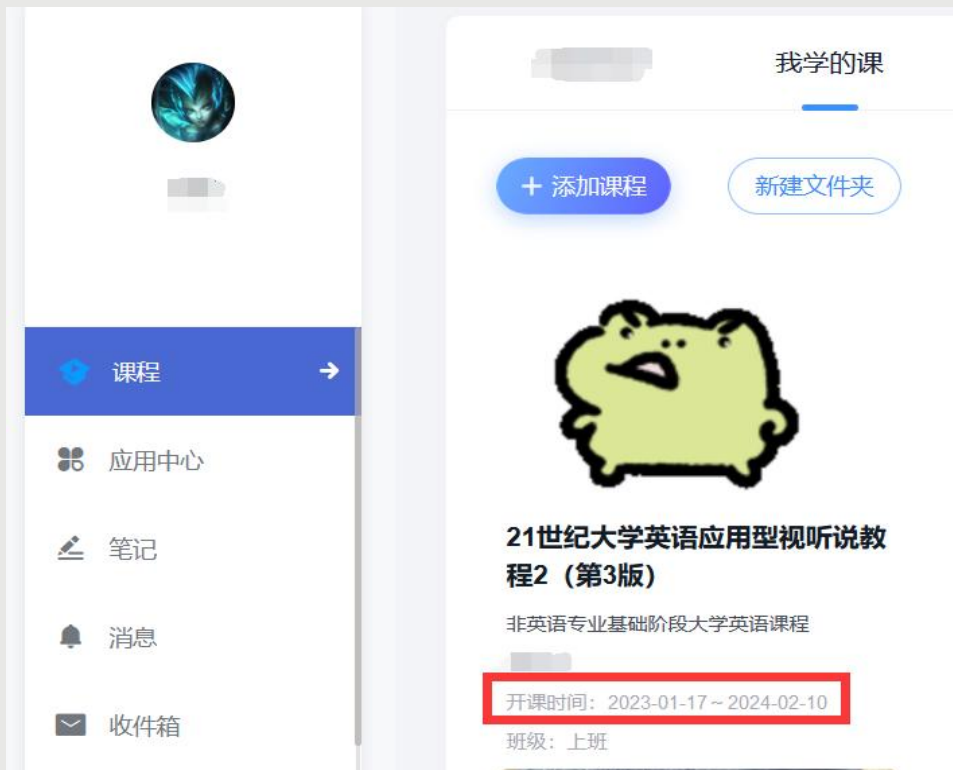 我学的课
+ 添加课程
新建文件夹
课程
应用中心
笔记
消息
收件箱
21世纪大学英语应用型视听说教
程2（第3版）
非英语专业基础阶段大学英语课程
开课时间：2023-01-17～2024-02-10
班级：上班